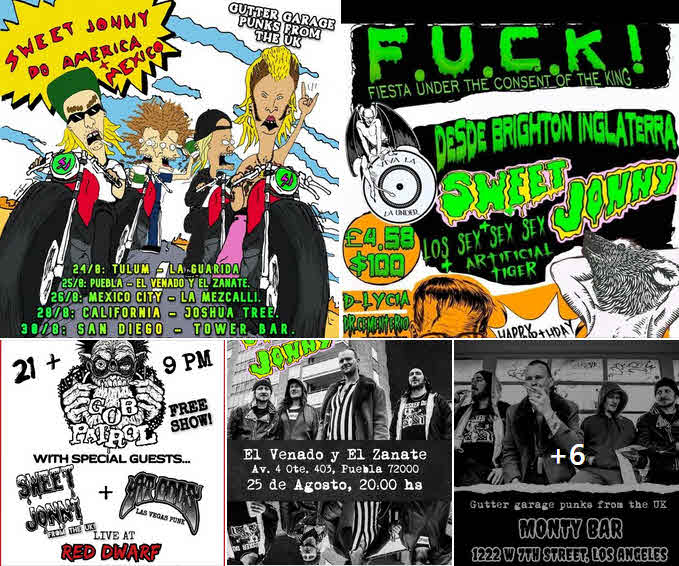 SWEET JONNY
DO AMERICA
+ MEXICO
GUTTER GARAGE
PUNKS FROM
THE UK
24/8: TULUM - LA GUARIDA
25/8: PUEBLA - EL VENADO Y EL ZANATE.
26/8: MEXICO CITY - LA MEZCALLI.
29/8: CALIFORNIA - JOSHUA TREE.
30/8: SAN DIEGO - TOWER BAR.
F.U.C.K!
FIESTA UNDER THE CONSENT OF THE KING
DESDE BRIGHTON INGLATERRA
VIVA LA
LA UNDER
SWEET
JONNY
£4.58
$100
LOS SEX SEX SEX
+ ARTIFICIAL
TIGER
D-LYCIA
DR.CEMENTERIO
HAPPY BIRTHDAY
21 +
9 PM
GOB
PATROL
FREE
SHOW!
WITH SPECIAL GUESTS...
SWEET
JONNY
FROM THE UK!
+
LAS VEGAS PUNK
LIVE AT
RED DWARF
JONNY
El Venado y El Zanate
Av. 4 Ote. 403, Puebla 72000
25 de Agosto, 20:00 hs
+6
Gutter garage punks from the UK
MONTY BAR
1222 W 7TH STREET, LOS ANGELES